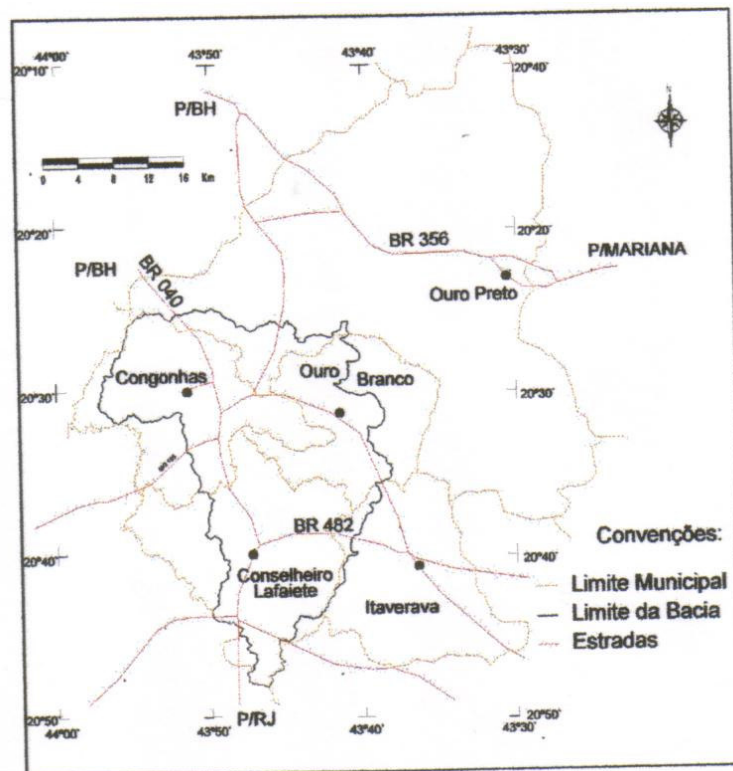 44°00'
43°50'
43°40'
43°30'
20°10'
20°40'
P/BH
0 4 8 12 16 Km
20°20'
20°20'
BR 356
P/MARIANA
P/BH
BR 040
Ouro Preto
Congonhas
Ouro
Branco
20°30'
20°30'
BR 482
Convenções:
20°40'
20°40'
Conselheiro
Lafaiete
Itaverava
Limite Municipal
Limite da Bacia
Estradas
20°50'
20°50'
P/RJ
44°00'
43°50'
43°40'
43°30'